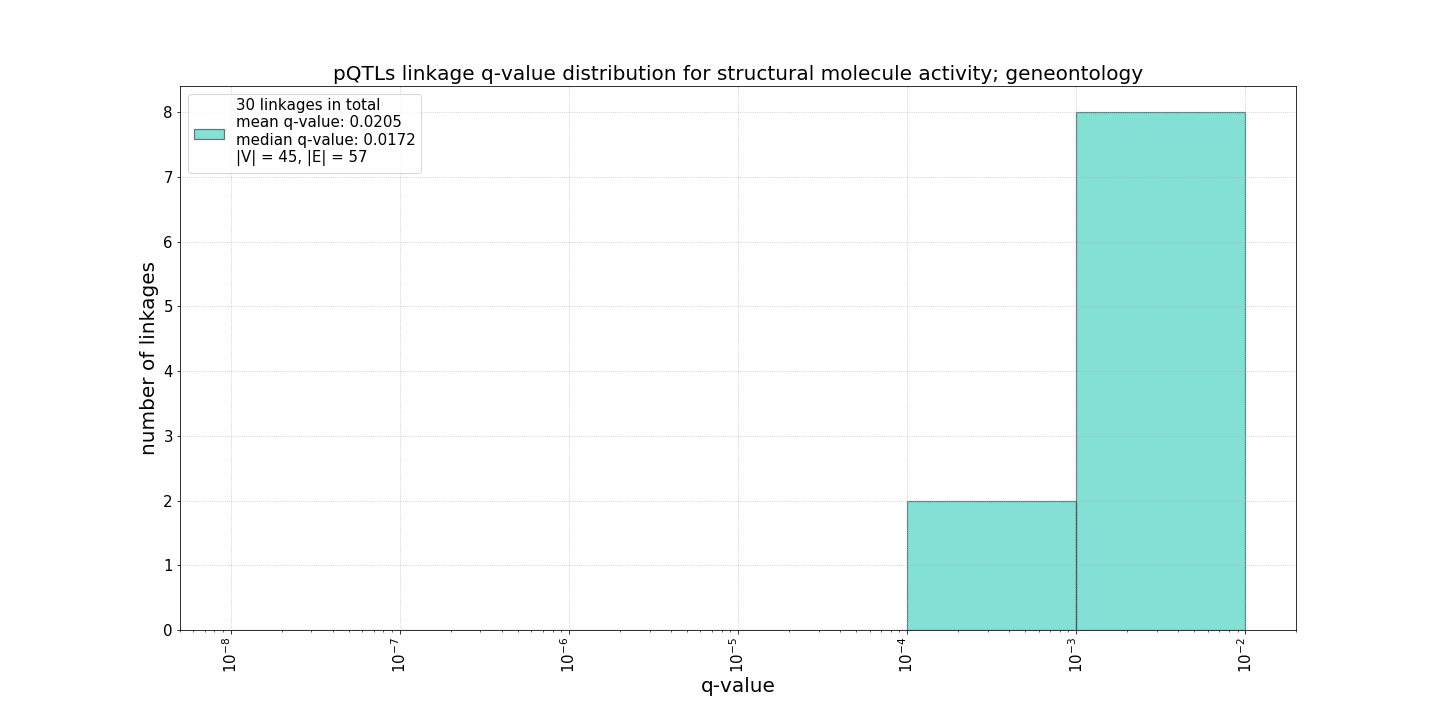 pQTLs linkage q-value distribution for structural molecule activity; geneontology
30 linkages in total
mean q-value: 0.0205
median q-value: 0.0172
|V| = 45, |E| = 57
number of linkages
8
7
6
5
4
3
2
1
0
10⁻⁸
10⁻⁷
10⁻⁶
10⁻⁵
10⁻⁴
10⁻³
10⁻²
q-value